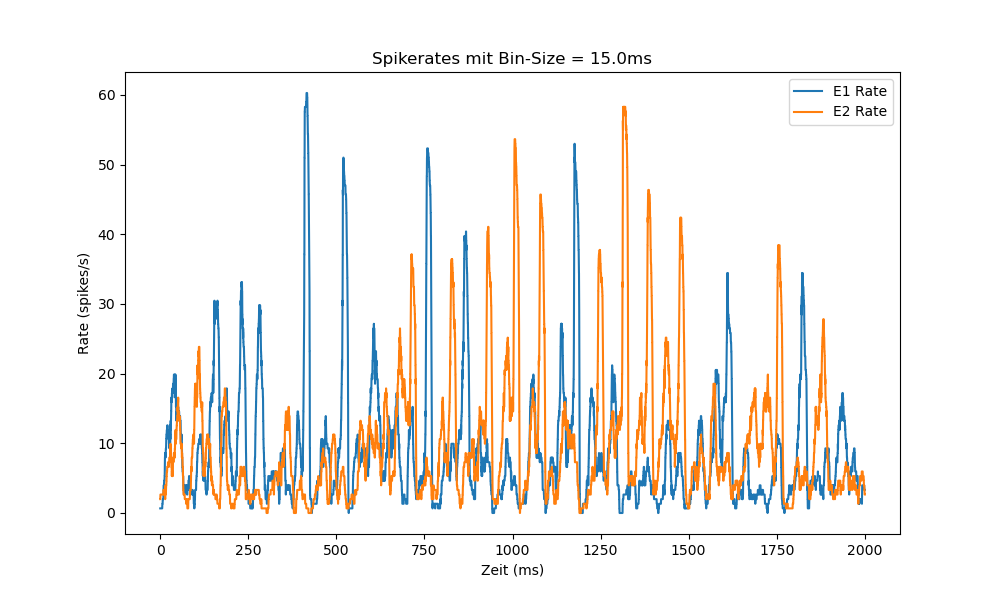 Spikerates mit Bin-Size = 15.0ms
E1 Rate
E2 Rate
Rate (spikes/s)
60
50
40
30
20
10
0
0 250 500 750 1000 1250 1500 1750 2000
Zeit (ms)